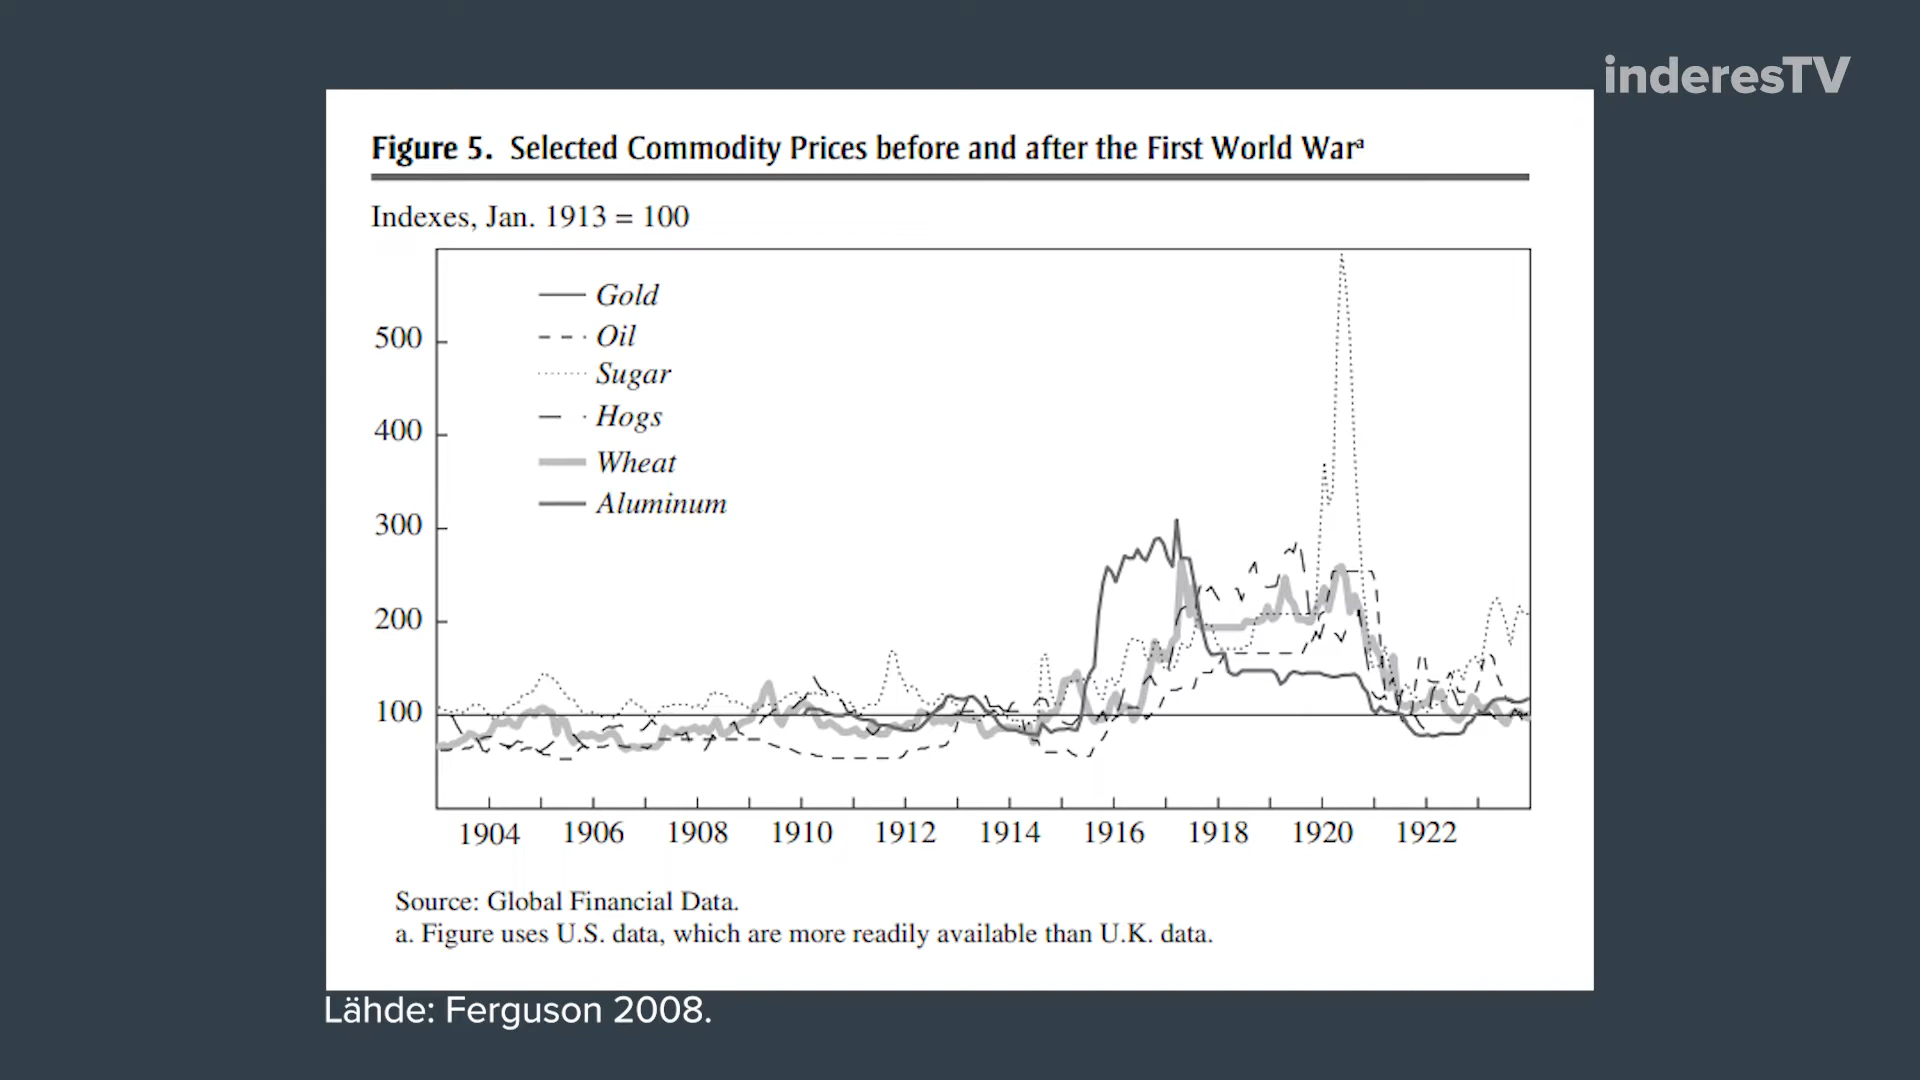 inderesTV
Figure 5. Selected Commodity Prices before and after the First World Warᵃ
Indexes, Jan. 1913 = 100
Gold
Oil
Sugar
Hogs
Wheat
Aluminum
500
400
300
200
100
1904 1906 1908 1910 1912 1914 1916 1918 1920 1922
Source: Global Financial Data.
a. Figure uses U.S. data, which are more readily available than U.K. data.
Lähde: Ferguson 2008.